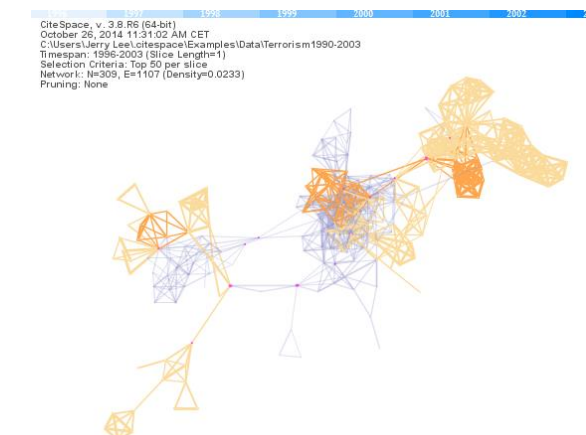 1996 1997 1998 1999 2000 2001 2002
CiteSpace, v. 3.8.R6 (64-bit)
October 26, 2014 11:31:02 AM CET
C:\Users\Jerry Lee\.citespace\Examples\Data\Terrorism1990-2003
Timespan: 1996-2003 (Slice Length=1)
Selection Criteria: Top 50 per slice
Network: N=309, E=1107 (Density=0.0233)
Pruning: None